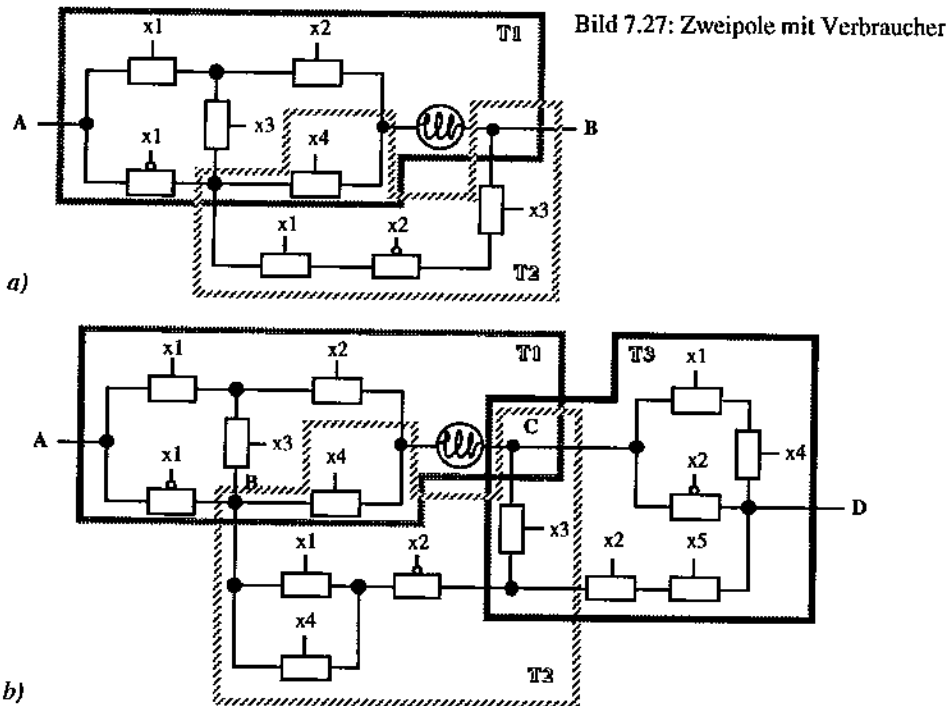 Bild 7.27: Zweipole mit Verbraucher
x1 x2 T1
A x3 B
x1 x4
x3
x1 x2
T2
a)
x1 x2 T1 T3 x1
A x3 C x4
x1 x4 x2
B D
x3
x1 x2 x2 x5
x4
T2
b)